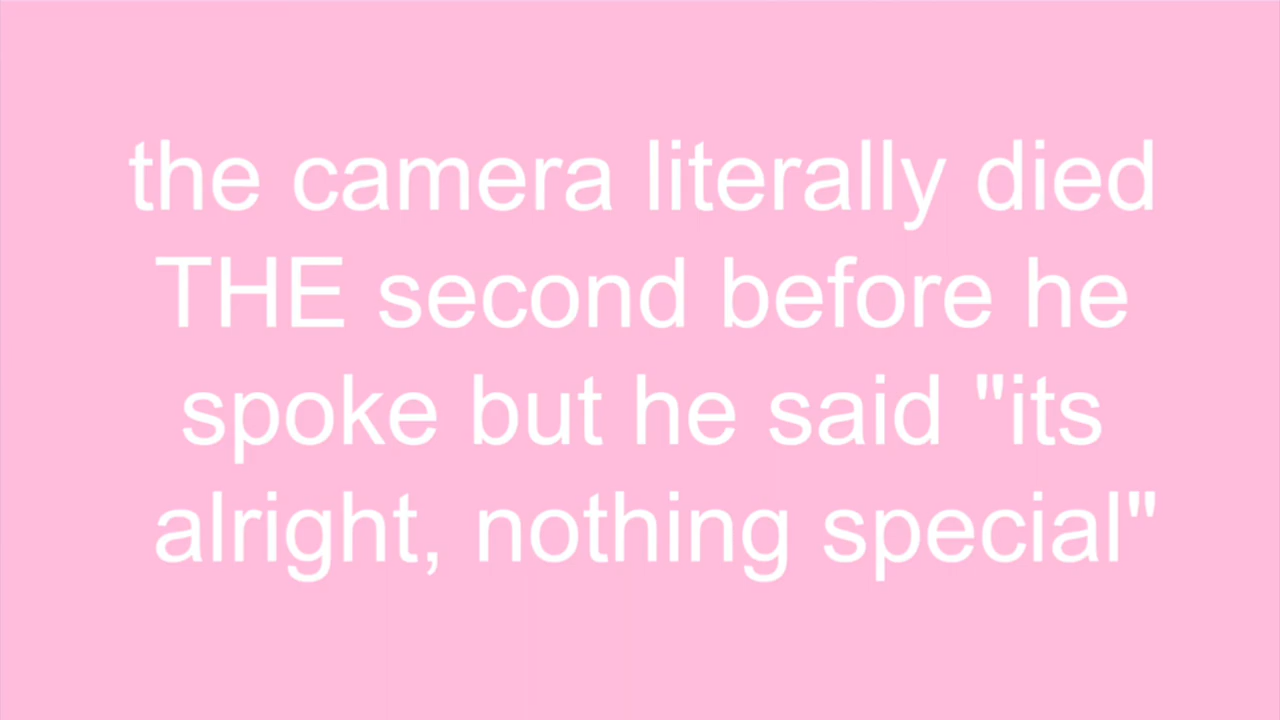 the camera literally died
THE second before he
spoke but he said "its
alright, nothing special"